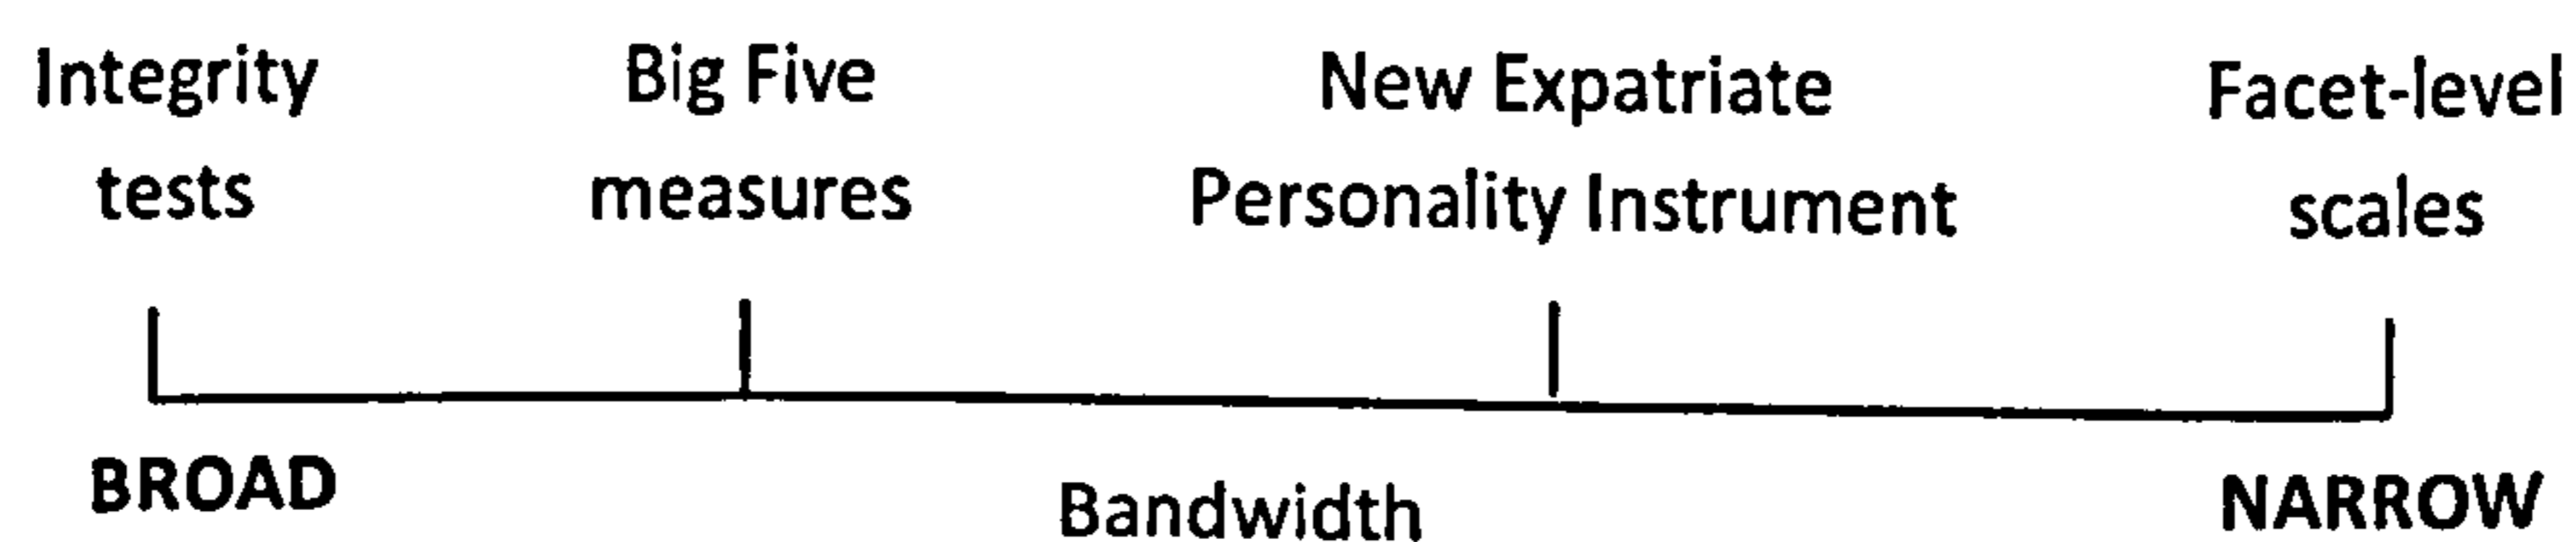 Integrity
tests
Big Five
measures
New Expatriate
Personality Instrument
Facet-level
scales
BROAD
Bandwidth
NARROW